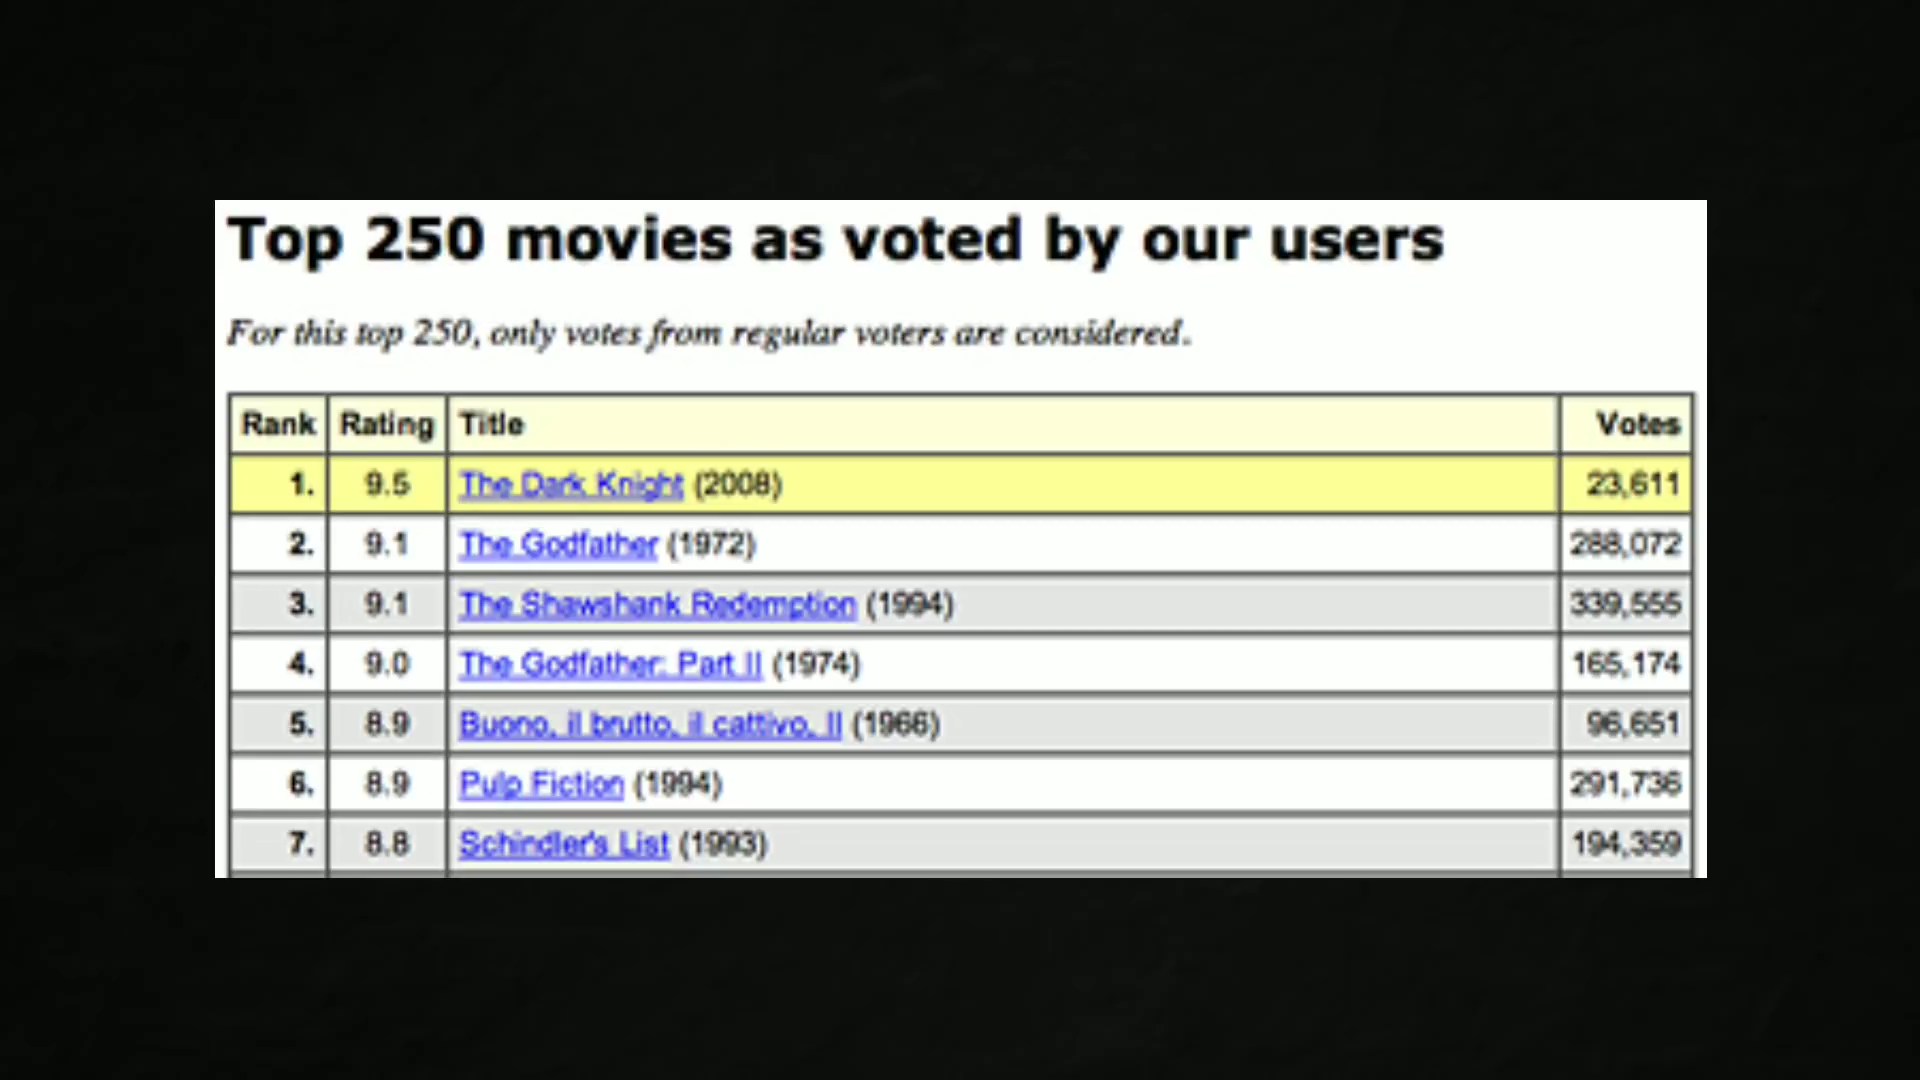 Top 250 movies as voted by our users
For this top 250, only votes from regular voters are considered.
Rank Rating Title Votes
1. 9.5 The Dark Knight (2008) 23,611
2. 9.1 The Godfather (1972) 288,072
3. 9.1 The Shawshank Redemption (1994) 339,555
4. 9.0 The Godfather: Part II (1974) 165,174
5. 8.9 Buono, il brutto, il cattivo, Il (1966) 96,651
6. 8.9 Pulp Fiction (1994) 291,736
7. 8.8 Schindler's List (1993) 194,359